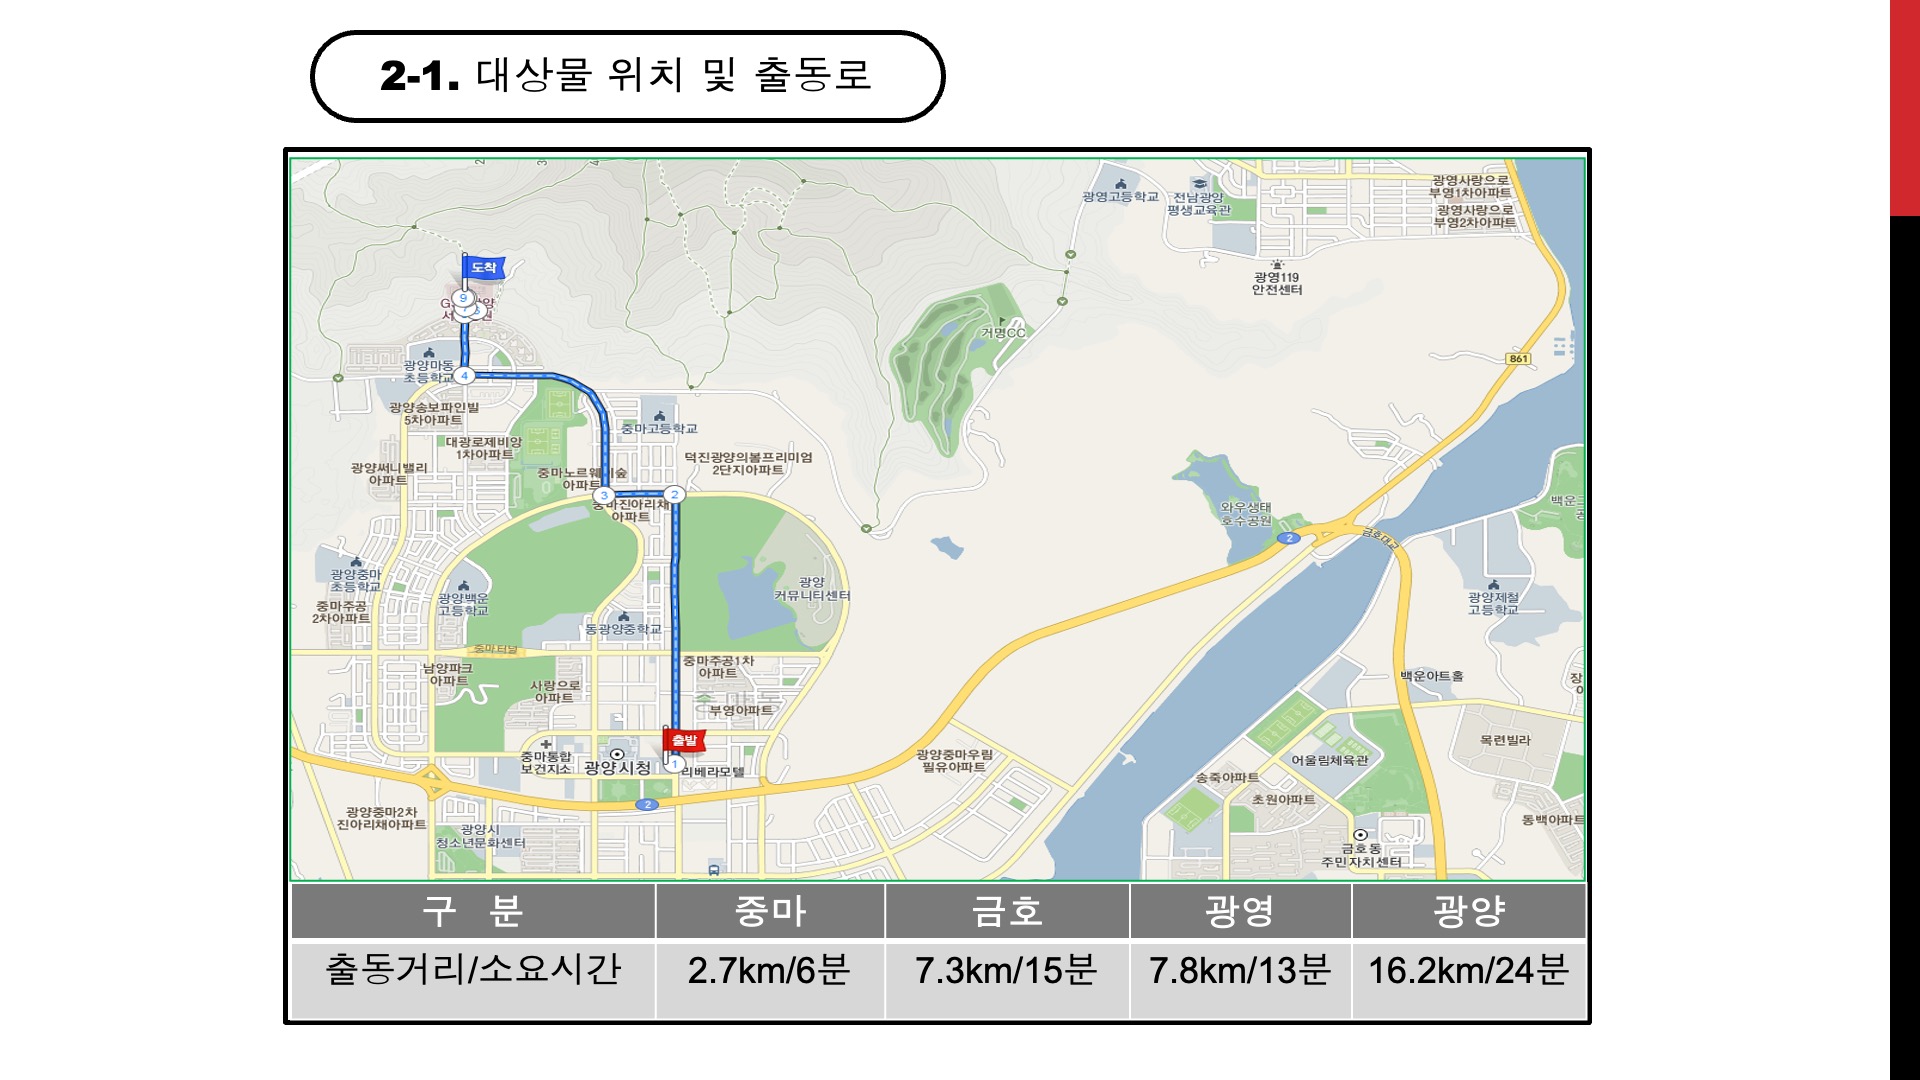 2-1. 대상물 위치 및 출동로
2
3
4
광영고등학교
전남광양
평생교육관
광영사랑으로
부영1차아파트
광영사랑으로
부영2차아파트
광영119
안전센터
도착
9
거명CC
861
광양마동
초등학교
4
광양송보파인빌
5차아파트
대광로제비앙
1차아파트
중마고등학교
광양써니밸리
아파트
덕진광양의봄프리미엄
2단지아파트
3
2
중마진아리채
아파트
와우생태
호수공원
2
금호대교
백운
광양중마
초등학교
광양백운
고등학교
광양
커뮤니티센터
광양제철
고등학교
중마주공
2차아파트
동광양중학교
중마터널
남양파크
아파트
사랑으로
아파트
중마주공1차
아파트
부영아파트
백운아트홀
출발
1
중마통합
보건지소
광양시청
리베라모텔
광양중마우림
필유아파트
목련빌라
어울림체육관
송죽아파트
초원아파트
2
광양중마2차
진아리채아파트
광양시
청소년문화센터
동백아파트
금호동
주민자치센터
구 분 중마 금호 광영 광양
출동거리/소요시간 2.7km/6분 7.3km/15분 7.8km/13분 16.2km/24분